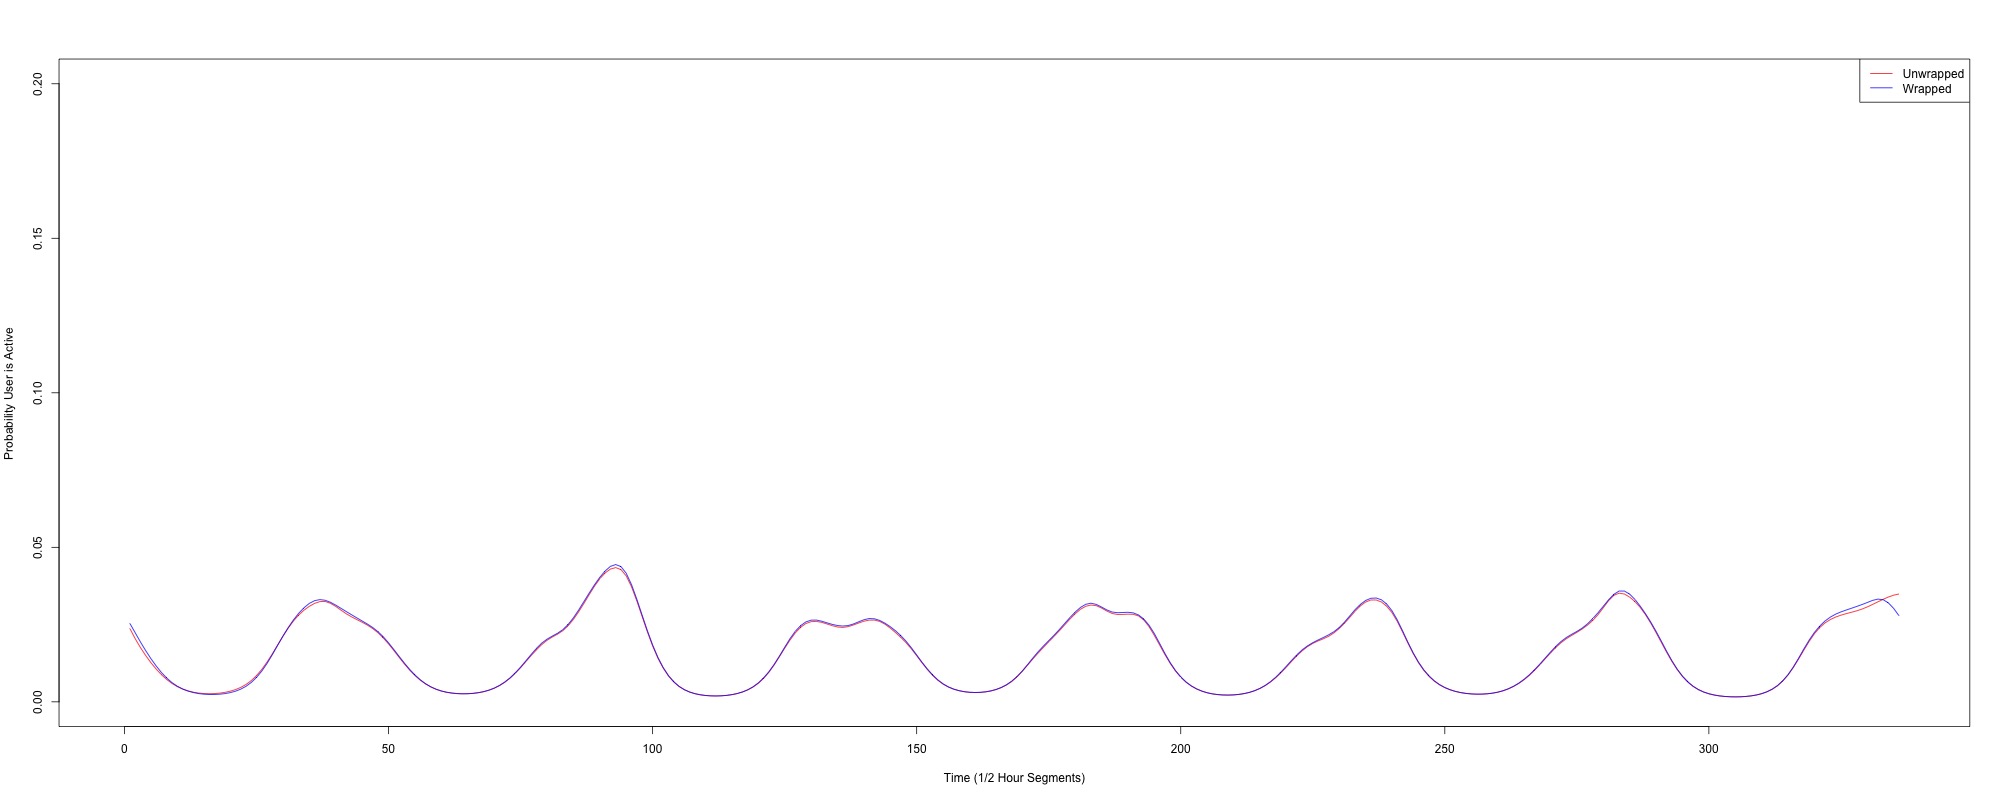 Unwrapped
Wrapped
0.20
0.15
0.10
0.05
0.00
Probability User is Active
0 50 100 150 200 250 300
Time (1/2 Hour Segments)